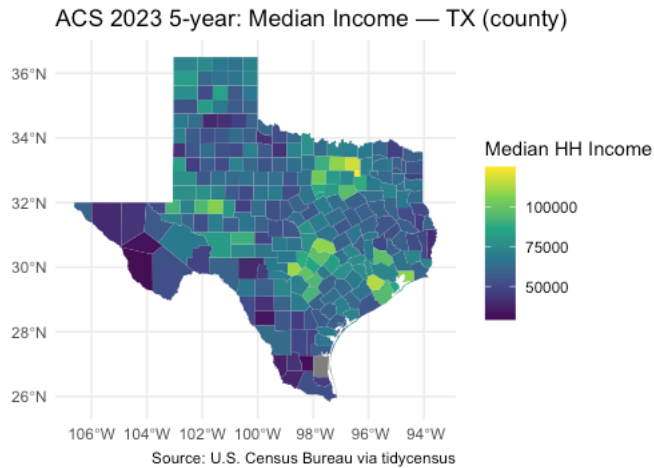 ACS 2023 5-year: Median Income — TX (county)
36°N
34°N
32°N
30°N
28°N
26°N
106°W 104°W 102°W 100°W 98°W 96°W 94°W
Median HH Income
100000
75000
50000
Source: U.S. Census Bureau via tidycensus